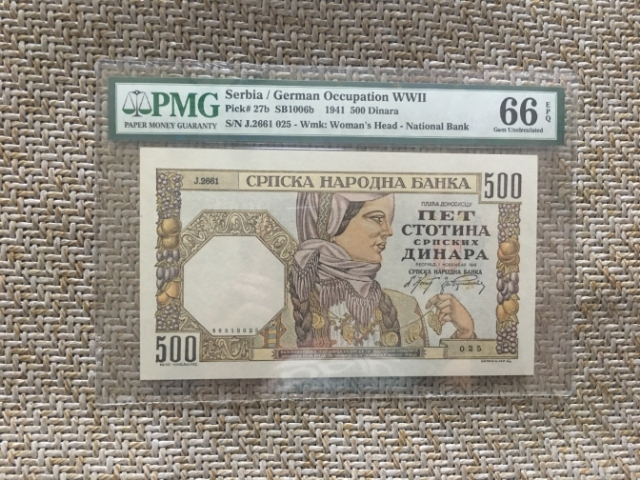 PMG
PAPER MONEY GUARANTY
Serbia / German Occupation WWII
Pick# 27b SB1006b 1941 500 Dinara
S/N J.2661 025 - Wmk: Woman's Head - National Bank
66 EPQ
Gem Uncirculated
J.2661
СРПСКА НАРОДНА БАНКА
500
ПЛАЋА ДОНОСИОЦУ
ПЕТ
СТОТИНА
СРПСКИХ
ДИНАРА
СРПСКА НАРОДНА БАНКА
025
500